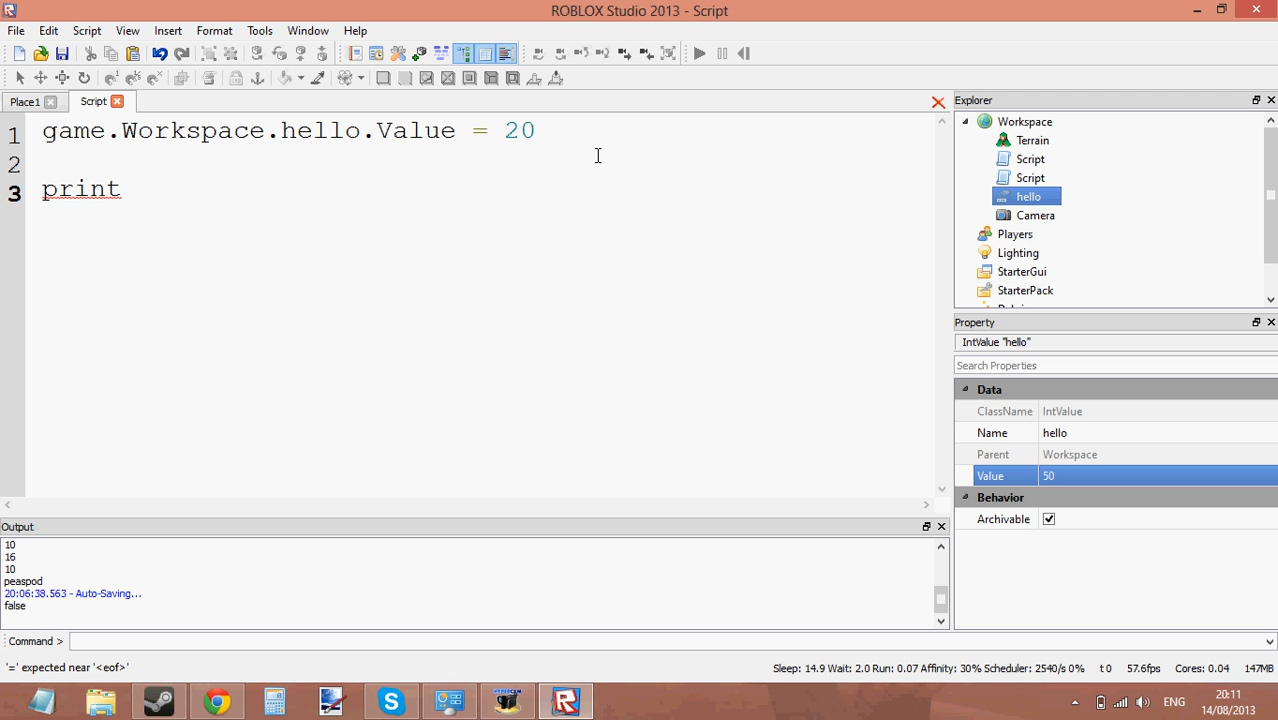 ROBLOX Studio 2013 - Script
File Edit Script View Insert Format Tools Window Help
Place1 Script
1 game.Workspace.hello.Value = 20
2
3 print
Explorer
Workspace
Terrain
Script
Script
hello
Camera
Players
Lighting
StarterGui
StarterPack
Property
IntValue "hello"
Search Properties
Data
ClassName IntValue
Name hello
Parent Workspace
Value 50
Behavior
Archivable
Output
10
16
10
peaspod
20:06:38.563 - Auto-Saving...
false
Command >
'=' expected near '<eof>'
Sleep: 14.9 Wait: 2.0 Run: 0.07 Affinity: 30% Scheduler: 2540/s 0% t 0 57.6fps Cores: 0.04 147MB
ENG
20:11
14/08/2013